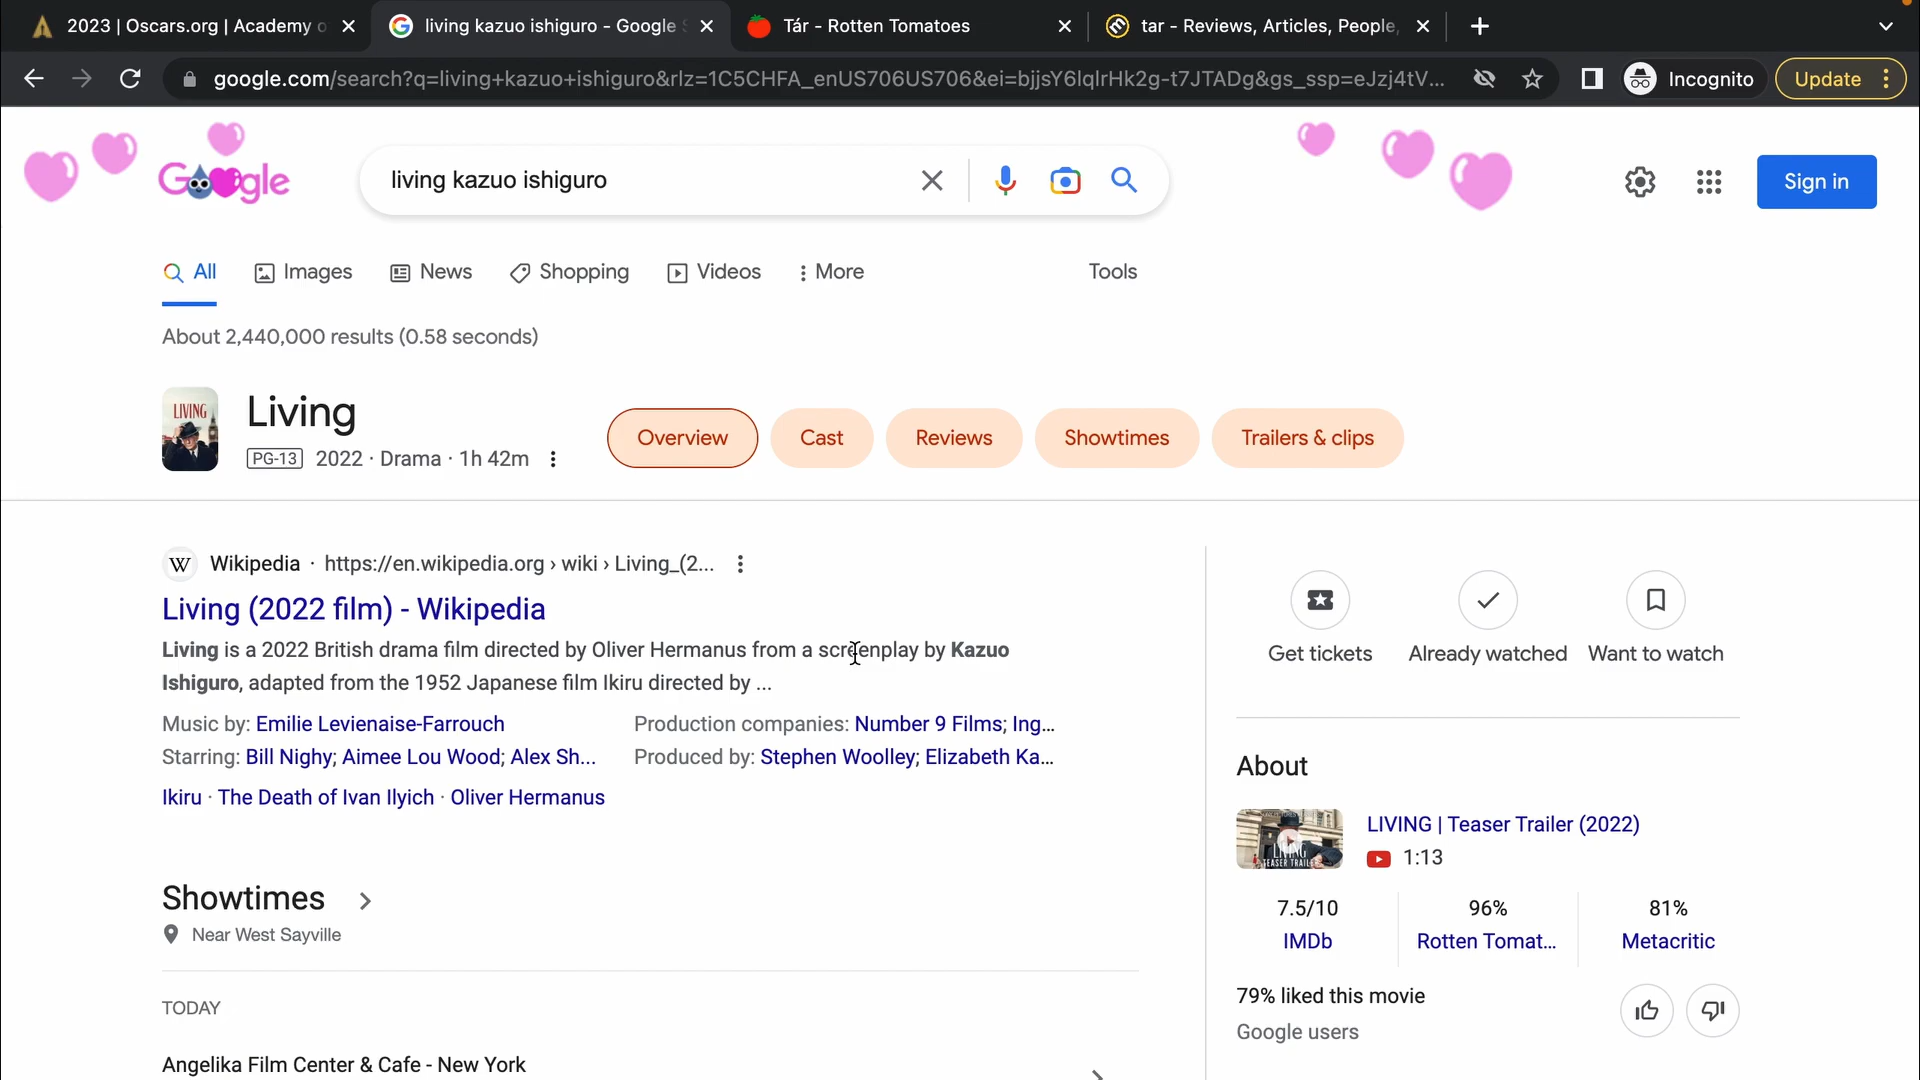 2023 | Oscars.org | Academy o
living kazuo ishiguro - Google S
Tár - Rotten Tomatoes
tar - Reviews, Articles, People,
google.com/search?q=living+kazuo+ishiguro&rlz=1C5CHFA_enUS706US706&ei=bjjsY6lqIrHk2g-t7JTADg&gs_ssp=eJzj4tV...
Incognito
Update
Google
living kazuo ishiguro
Sign in
All
Images
News
Shopping
Videos
More
Tools
About 2,440,000 results (0.58 seconds)
LIVING
Living
PG-13 2022 · Drama · 1h 42m
Overview
Cast
Reviews
Showtimes
Trailers & clips
W Wikipedia · https://en.wikipedia.org › wiki › Living_(2...
Living (2022 film) - Wikipedia
Living is a 2022 British drama film directed by Oliver Hermanus from a screenplay by Kazuo
Ishiguro, adapted from the 1952 Japanese film Ikiru directed by ...
Music by: Emilie Levienaise-Farrouch
Production companies: Number 9 Films; Ing...
Starring: Bill Nighy; Aimee Lou Wood; Alex Sh...
Produced by: Stephen Woolley; Elizabeth Ka...
Ikiru · The Death of Ivan Ilyich · Oliver Hermanus
Showtimes
Near West Sayville
TODAY
Angelika Film Center & Cafe - New York
Get tickets
Already watched
Want to watch
About
LIVING
TEASER TRAIL
LIVING | Teaser Trailer (2022)
1:13
7.5/10
IMDb
96%
Rotten Tomat...
81%
Metacritic
79% liked this movie
Google users